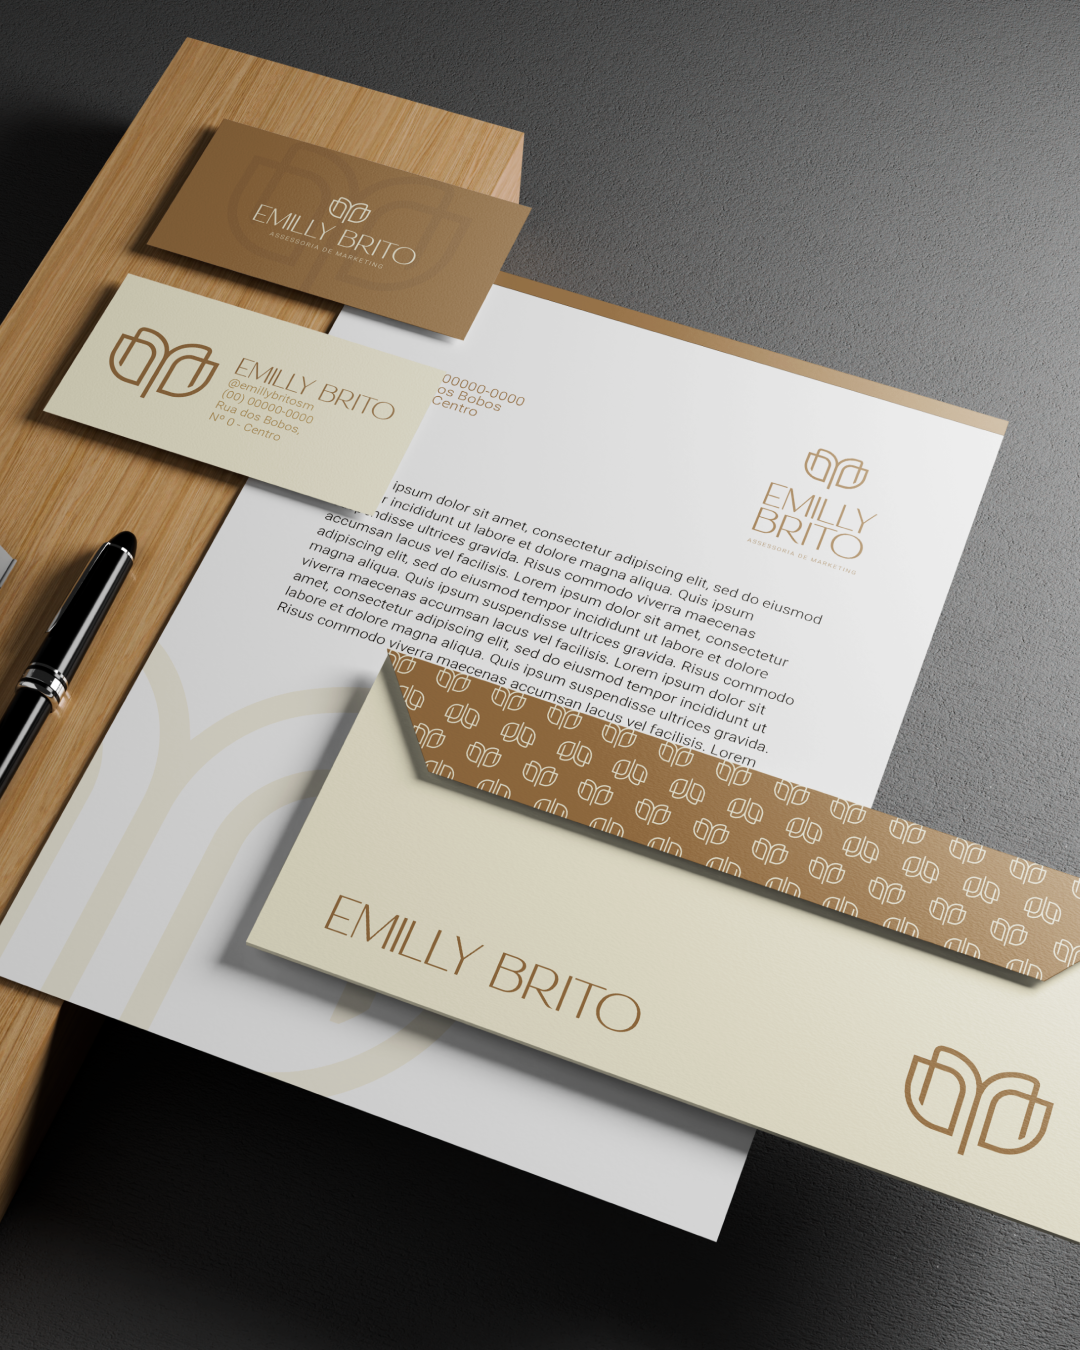 EMILLY BRITO
ASSESSORIA DE MARKETING
EMILLY BRITO
@emillybritosm
(00) 00000-0000
Rua dos Bobos,
Nº 0 - Centro
00000-0000
os Bobos
Centro
EMILLY
BRITO
ASSESSORIA DE MARKETING
ipsum dolor sit amet, consectetur adipiscing elit, sed do eiusmod
r incididunt ut labore et dolore magna aliqua. Quis ipsum
pendisse ultrices gravida. Risus commodo viverra maecenas
accumsan lacus vel facilisis. Lorem ipsum dolor sit amet, consectetur
adipiscing elit, sed do eiusmod tempor incididunt ut labore et dolore
magna aliqua. Quis ipsum suspendisse ultrices gravida. Risus commodo
viverra maecenas accumsan lacus vel facilisis. Lorem ipsum dolor sit
amet, consectetur adipiscing elit, sed do eiusmod tempor incididunt ut
labore et dolore magna aliqua. Quis ipsum suspendisse ultrices gravida.
Risus commodo viverra maecenas accumsan lacus vel facilisis. Lorem
EMILLY BRITO